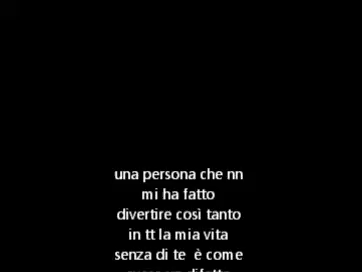 una persona che nn
mi ha fatto
divertire così tanto
in tt la mia vita
senza di te è come